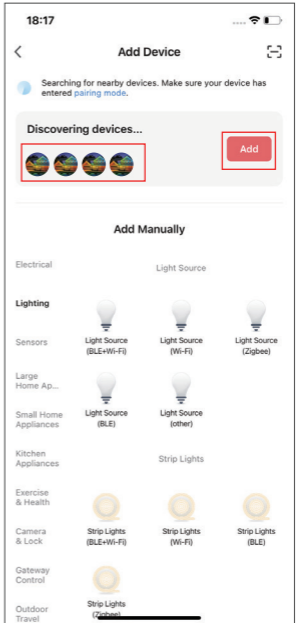 18:17
Add Device
Searching for nearby devices. Make sure your device has
entered pairing mode.
Discovering devices...
Add
Add Manually
Electrical
Lighting
Sensors
Large
Home Ap...
Small Home
Appliances
Kitchen
Appliances
Exercise
& Health
Camera
& Lock
Gateway
Control
Outdoor
Travel
Light Source
Light Source
(BLE+Wi-Fi)
Light Source
(Wi-Fi)
Light Source
(Zigbee)
Light Source
(BLE)
Light Source
(other)
Strip Lights
Strip Lights
(BLE+Wi-Fi)
Strip Lights
(Wi-Fi)
Strip Lights
(BLE)
Strip Lights
(Zigbee)